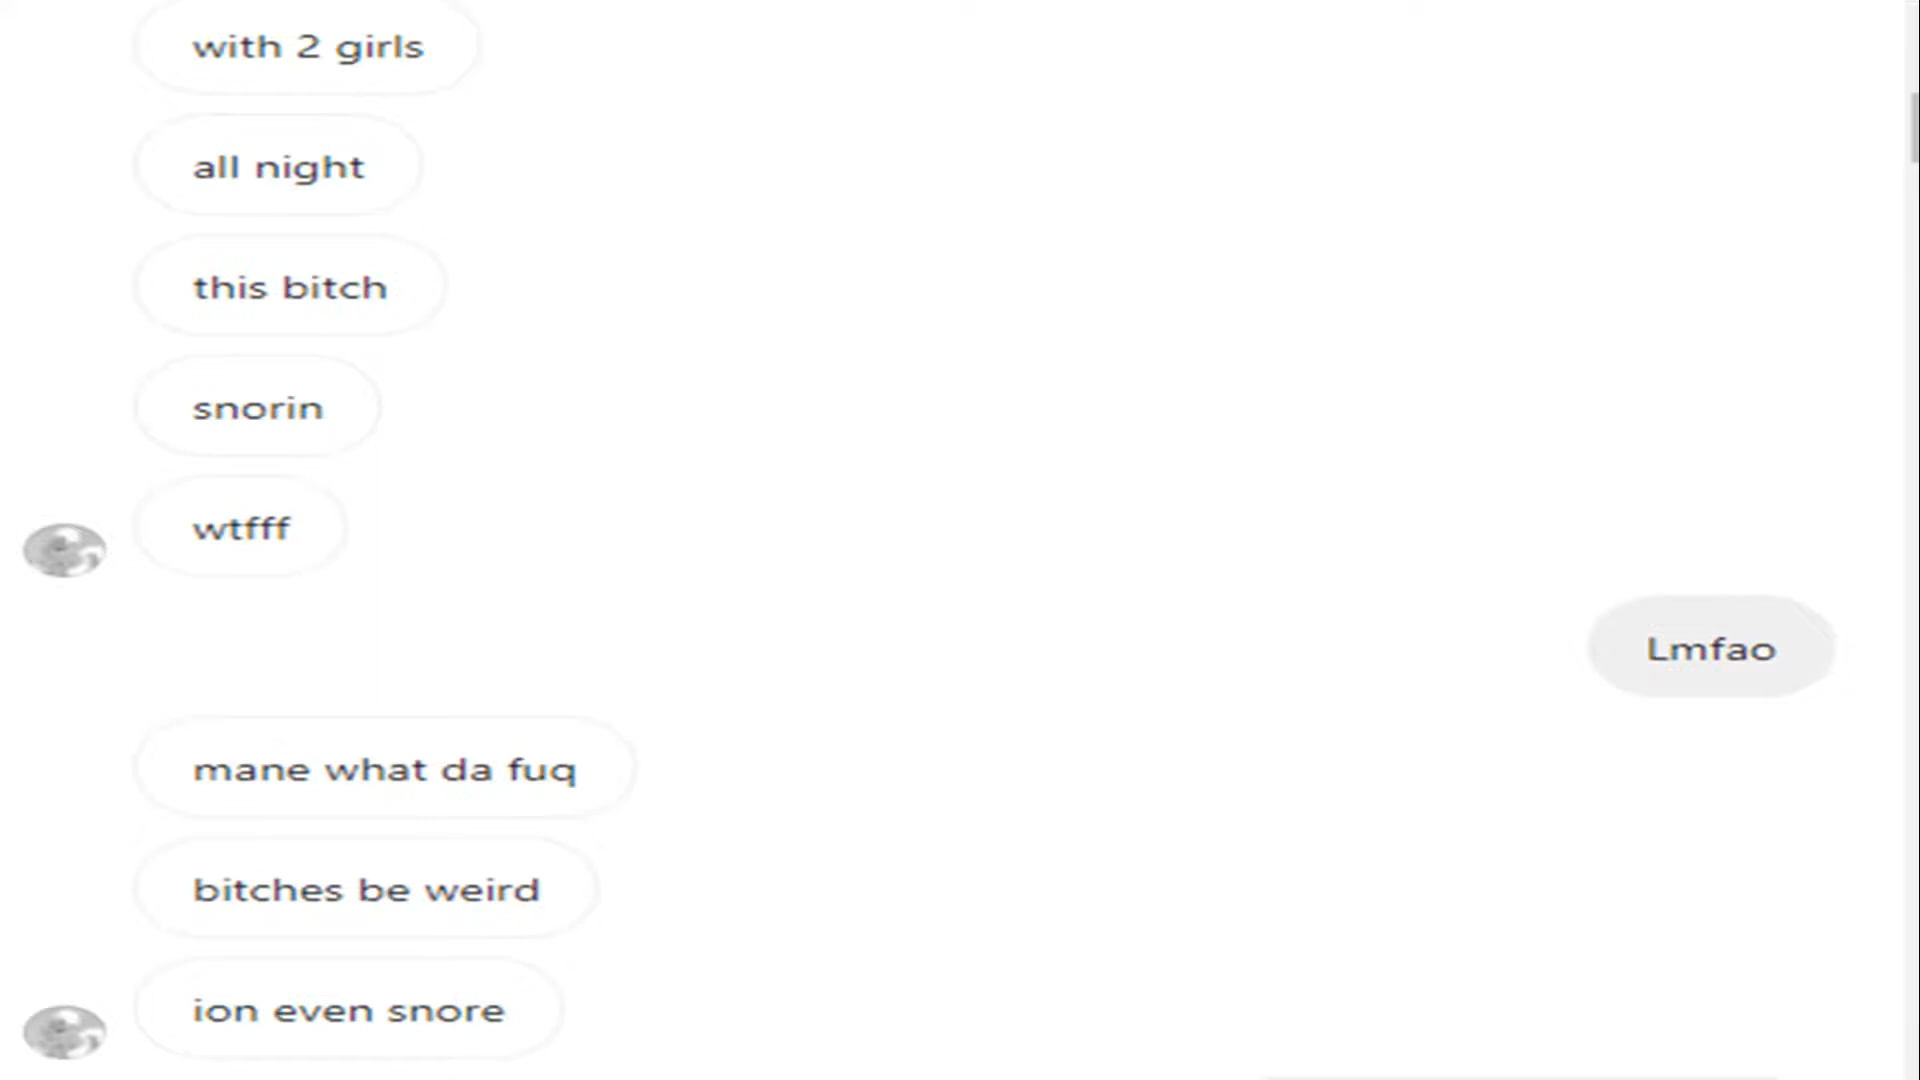 with 2 girls
all night
this bitch
snorin
wtfff
Lmfao
mane what da fuq
bitches be weird
ion even snore